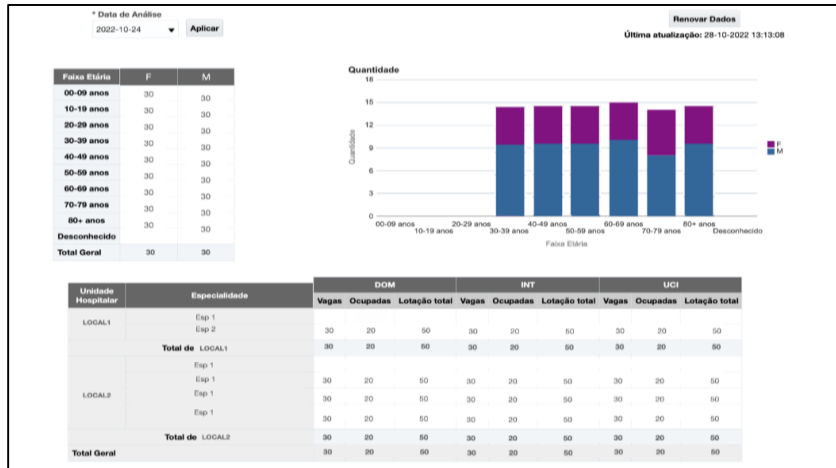 * Data de Análise
2022-10-24 Aplicar
Renovar Dados
Última atualização: 28-10-2022 13:13:08
Faixa Etária F M
00-09 anos 30 30
10-19 anos 30 30
20-29 anos 30 30
30-39 anos 30 30
40-49 anos 30 30
50-59 anos 30 30
60-69 anos 30 30
70-79 anos 30 30
80+ anos 30 30
Desconhecido
Total Geral 30 30
Quantidade
18
15
12
9
6
3
0
Quantidade
00-09 anos 10-19 anos 20-29 anos 30-39 anos 40-49 anos 50-59 anos 60-69 anos 70-79 anos 80+ anos Desconhecido
Faixa Etária
F
M
Unidade Hospitalar Especialidade DOM INT UCI
Vagas Ocupadas Lotação total Vagas Ocupadas Lotação total Vagas Ocupadas Lotação total
LOCAL1 Esp 1
Esp 2 30 20 50 30 20 50 30 20 50
Total de LOCAL1 30 20 50 30 20 50 30 20 50
LOCAL2 Esp 1
Esp 1 30 20 50 30 20 50 30 20 50
Esp 1 30 20 50 30 20 50 30 20 50
Esp 1 30 20 50 30 20 50 30 20 50
Total de LOCAL2 30 20 50 30 20 50 30 20 50
Total Geral 30 20 50 30 20 50 30 20 50